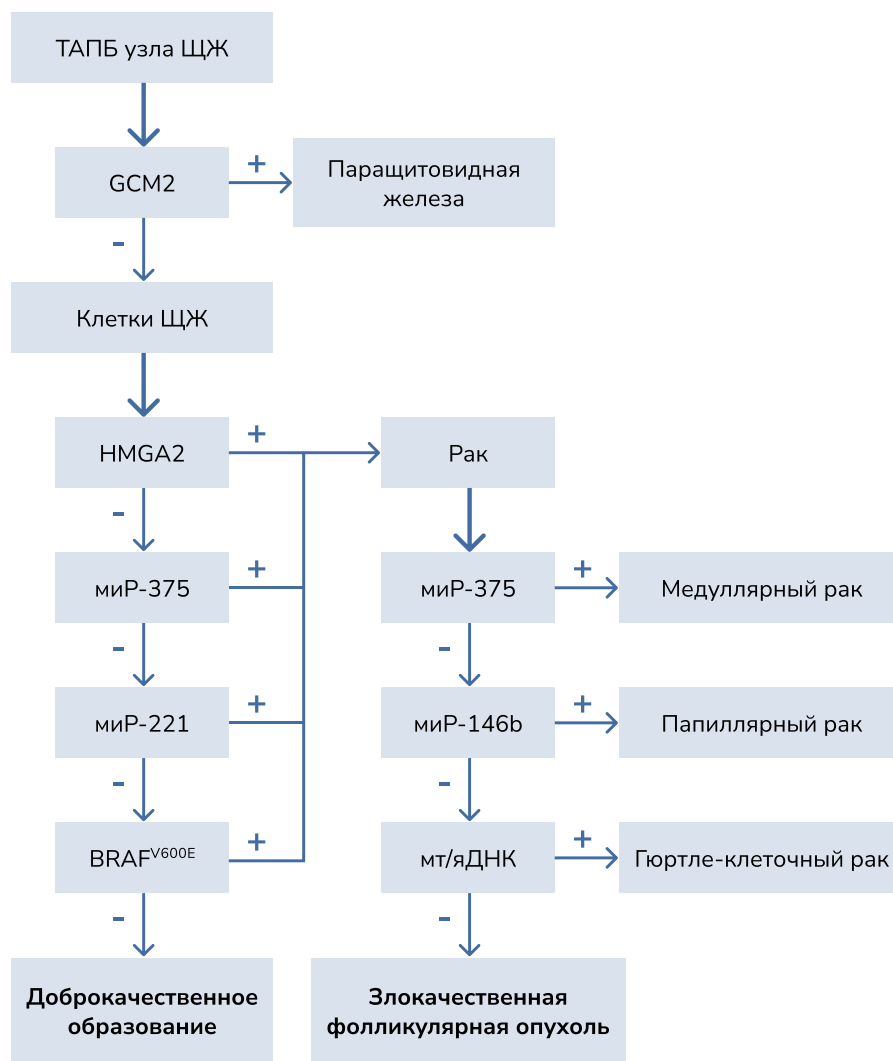 ТАПБ узла ЩЖ
+
GCM2
Паращитовидная
железа
-
Клетки ЩЖ
+
HMGA2
Рак
-
+
+
миР-375
миР-375
Медуллярный рак
-
-
+
+
миР-221
миР-146b
Папиллярный рак
-
-
+
+
BRAFV600E
мт/яДНК
Гюртле-клеточный рак
-
-
Доброкачественное
образование
Злокачественная
фолликулярная опухоль